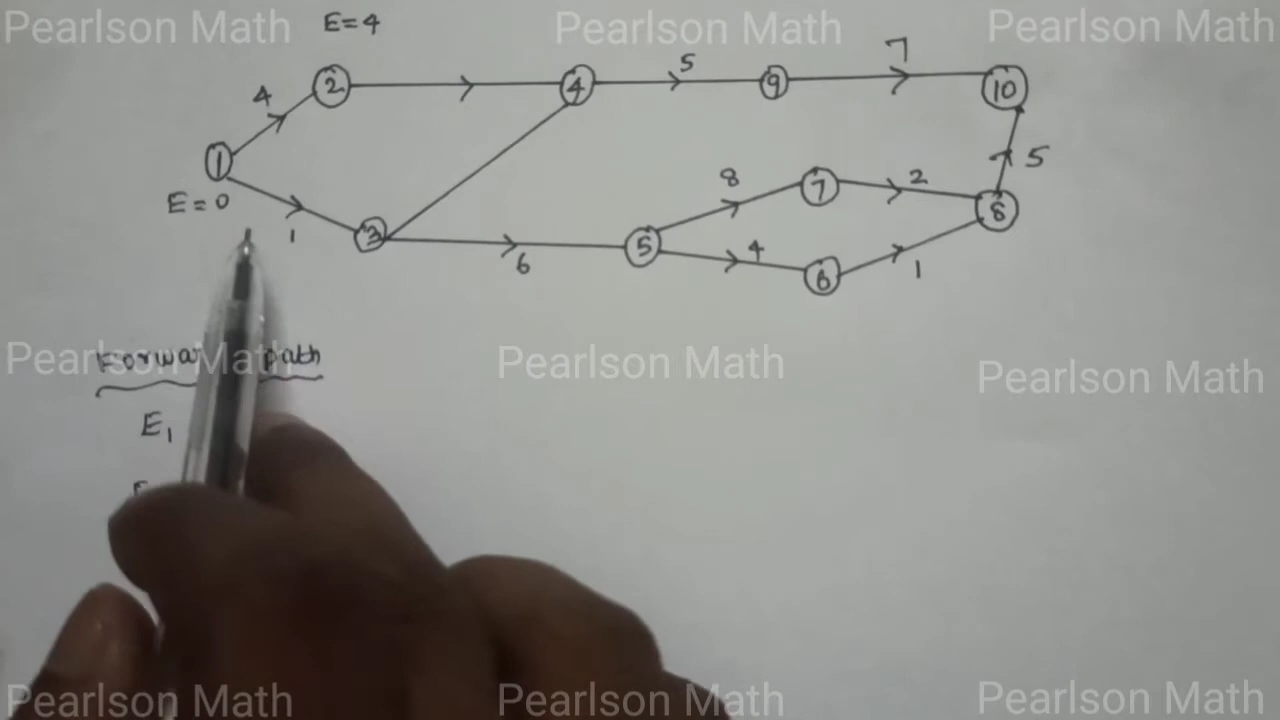 Pearlson Math Pearlson Math Pearlson Math
E=4
4 5 7
1 2 4 9 10
E=0 1 3 6 5 8 7 2 8 5
4 6 1
Pearlson Math Pearlson Math Pearlson Math
path
E1
Pearlson Math Pearlson Math Pearlson Math